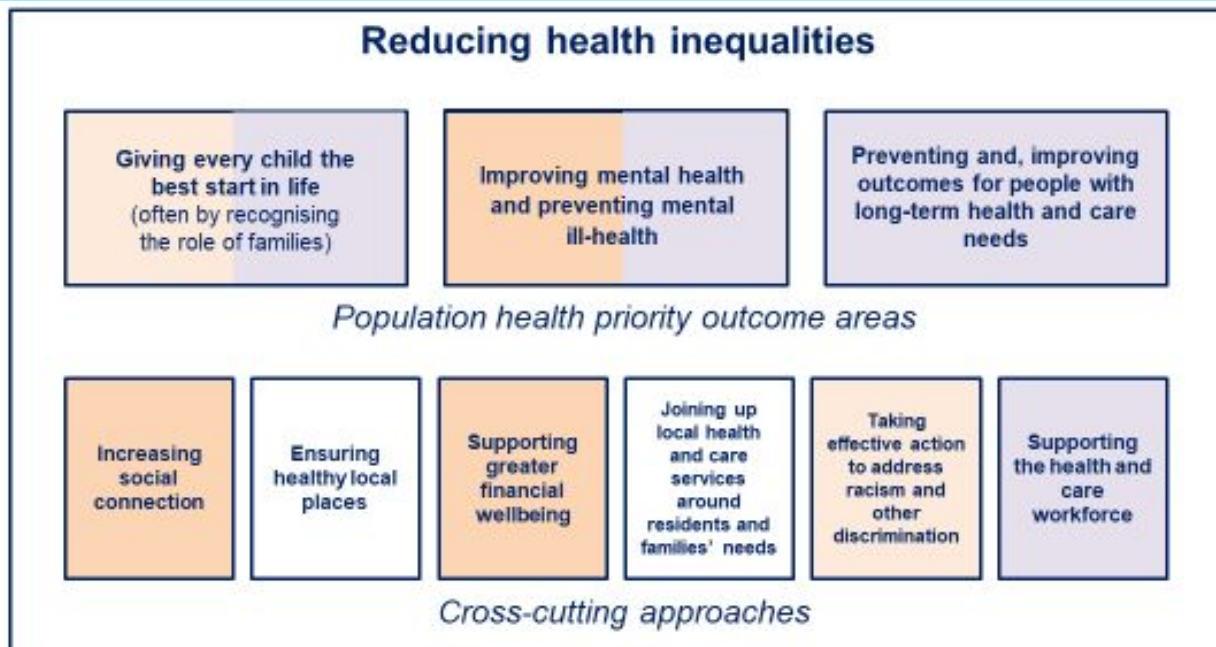 Reducing health inequalities
Giving every child the
best start in life
(often by recognising
the role of families)
Improving mental health
and preventing mental
ill-health
Preventing and, improving
outcomes for people with
long-term health and care
needs
Population health priority outcome areas
Increasing
social
connection
Ensuring
healthy local
places
Supporting
greater
financial
wellbeing
Joining up
local health
and care
services
around
residents and
families' needs
Taking
effective action
to address
racism and
other
discrimination
Supporting
the health and
care
workforce
Cross-cutting approaches